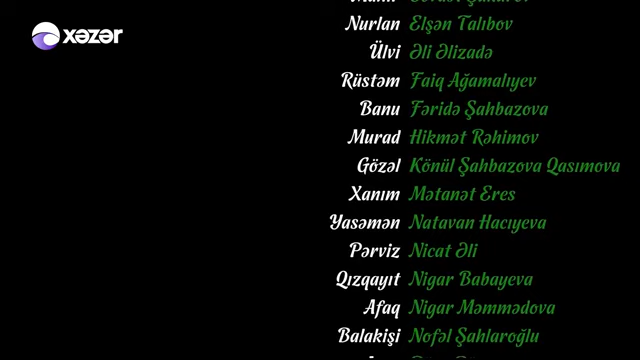 xəzər
Nurlan Elşən Talıbov
Ülvi Əli Əlizadə
Rüstəm Faiq Ağamalıyev
Banu Fəridə Şahbazova
Murad Hikmət Rəhimov
Gözəl Könül Şahbazova Qasımova
Xanım Mətanət Eres
Yasəmən Natavan Hacıyeva
Pərviz Nicat Əli
Qızqayıt Nigar Babayeva
Afaq Nigar Məmmədova
Balakişi Nofəl Şahlaroğlu